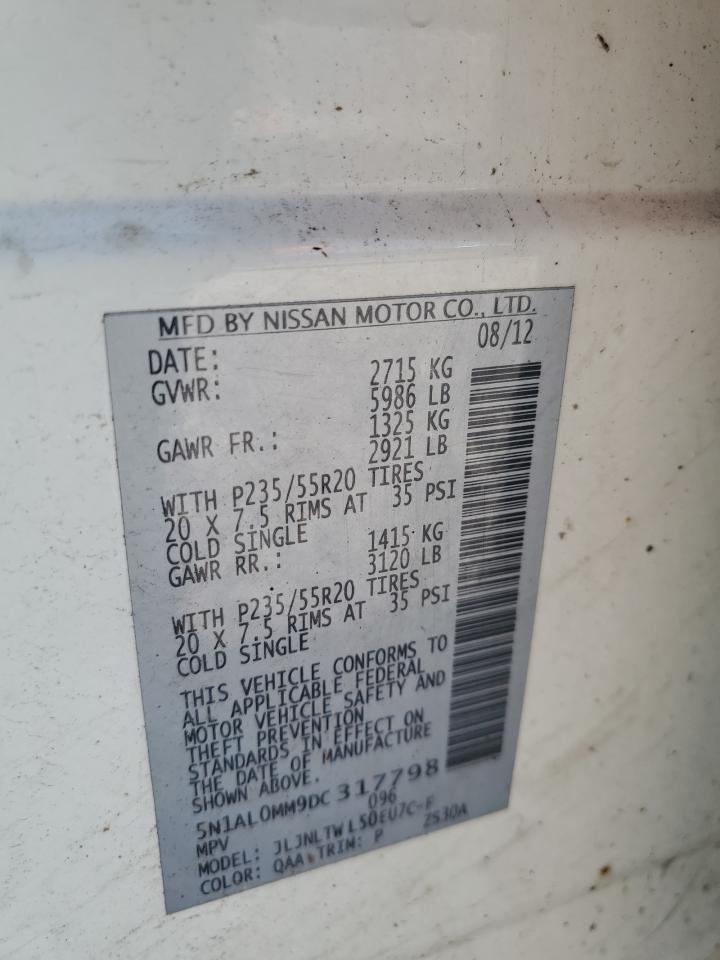 MFD BY NISSAN MOTOR CO., LTD.
DATE: 08/12
GVWR: 2715 KG
5986 LB
GAWR FR.: 1325 KG
2921 LB
WITH P235/55R20 TIRES
20 X 7.5 RIMS AT 35 PSI
COLD SINGLE
GAWR RR.: 1415 KG
3120 LB
WITH P235/55R20 TIRES
20 X 7.5 RIMS AT 35 PSI
COLD SINGLE
THIS VEHICLE CONFORMS TO
ALL APPLICABLE FEDERAL
MOTOR VEHICLE SAFETY AND
THEFT PREVENTION
STANDARDS IN EFFECT ON
THE DATE OF MANUFACTURE
SHOWN ABOVE.
5N1AL0MM9DC 317798
MPV 096
MODEL: JLJNLTWL50EU7C-F
COLOR: QAA TRIM: P ZS30A